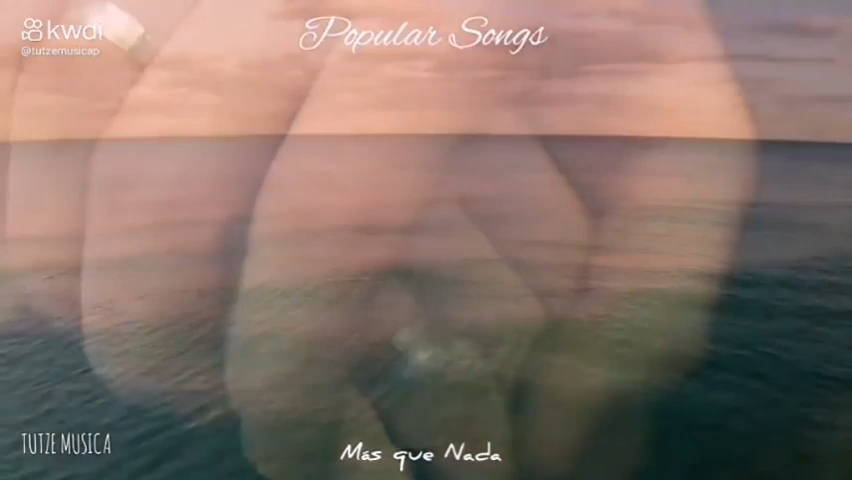 kwai
@tutzemusicap
Popular Songs
TUTZE MUSICA
Más que Nada